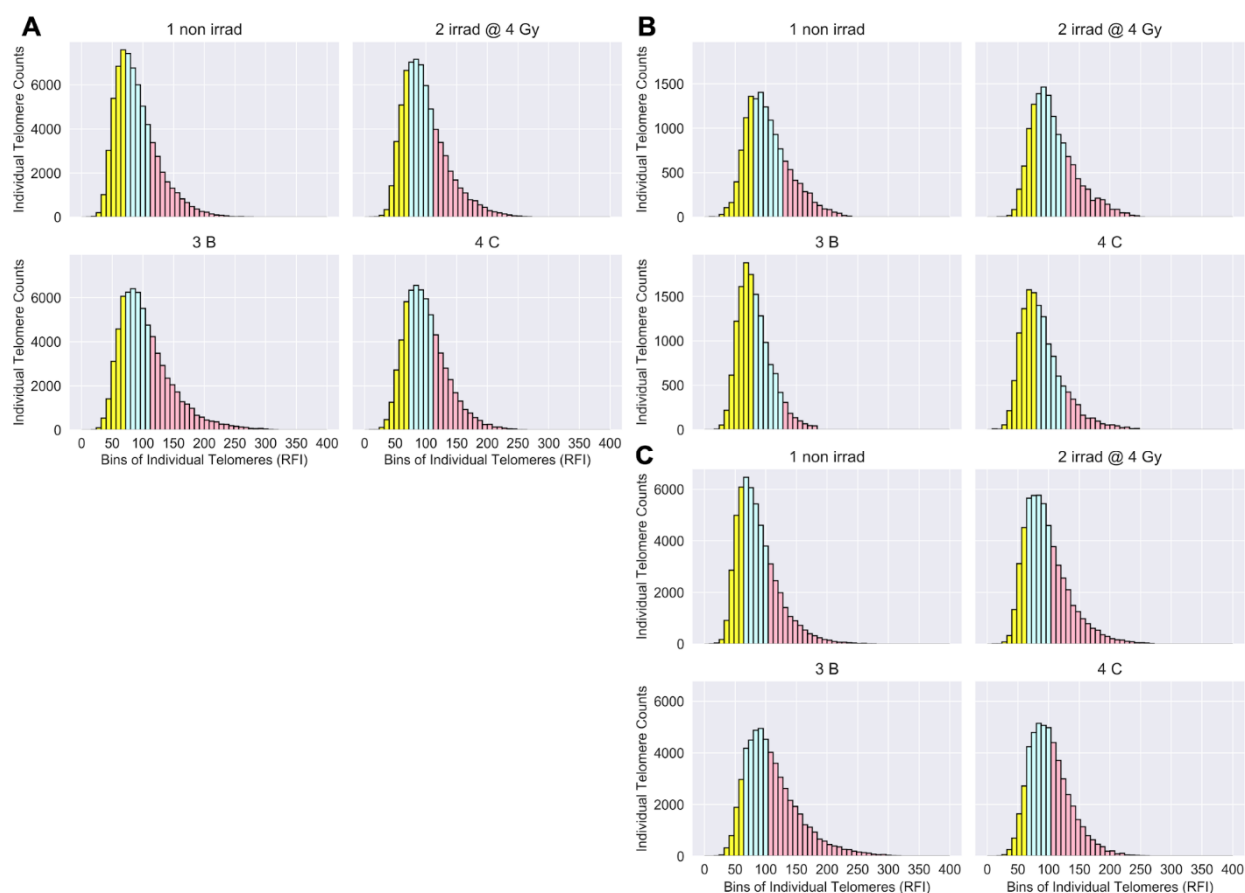 A
1 non irrad
2 irrad @ 4 Gy
Individual Telomere Counts
6000
4000
2000
0
3 B
4 C
Individual Telomere Counts
6000
4000
2000
0
0 50 100 150 200 250 300 350 400
0 50 100 150 200 250 300 350 400
Bins of Individual Telomeres (RFI)
Bins of Individual Telomeres (RFI)
B
1 non irrad
2 irrad @ 4 Gy
Individual Telomere Counts
1500
1000
500
0
3 B
4 C
Individual Telomere Counts
1500
1000
500
0
C
1 non irrad
2 irrad @ 4 Gy
Individual Telomere Counts
6000
4000
2000
0
3 B
4 C
Individual Telomere Counts
6000
4000
2000
0
0 50 100 150 200 250 300 350 400
0 50 100 150 200 250 300 350 400
Bins of Individual Telomeres (RFI)
Bins of Individual Telomeres (RFI)